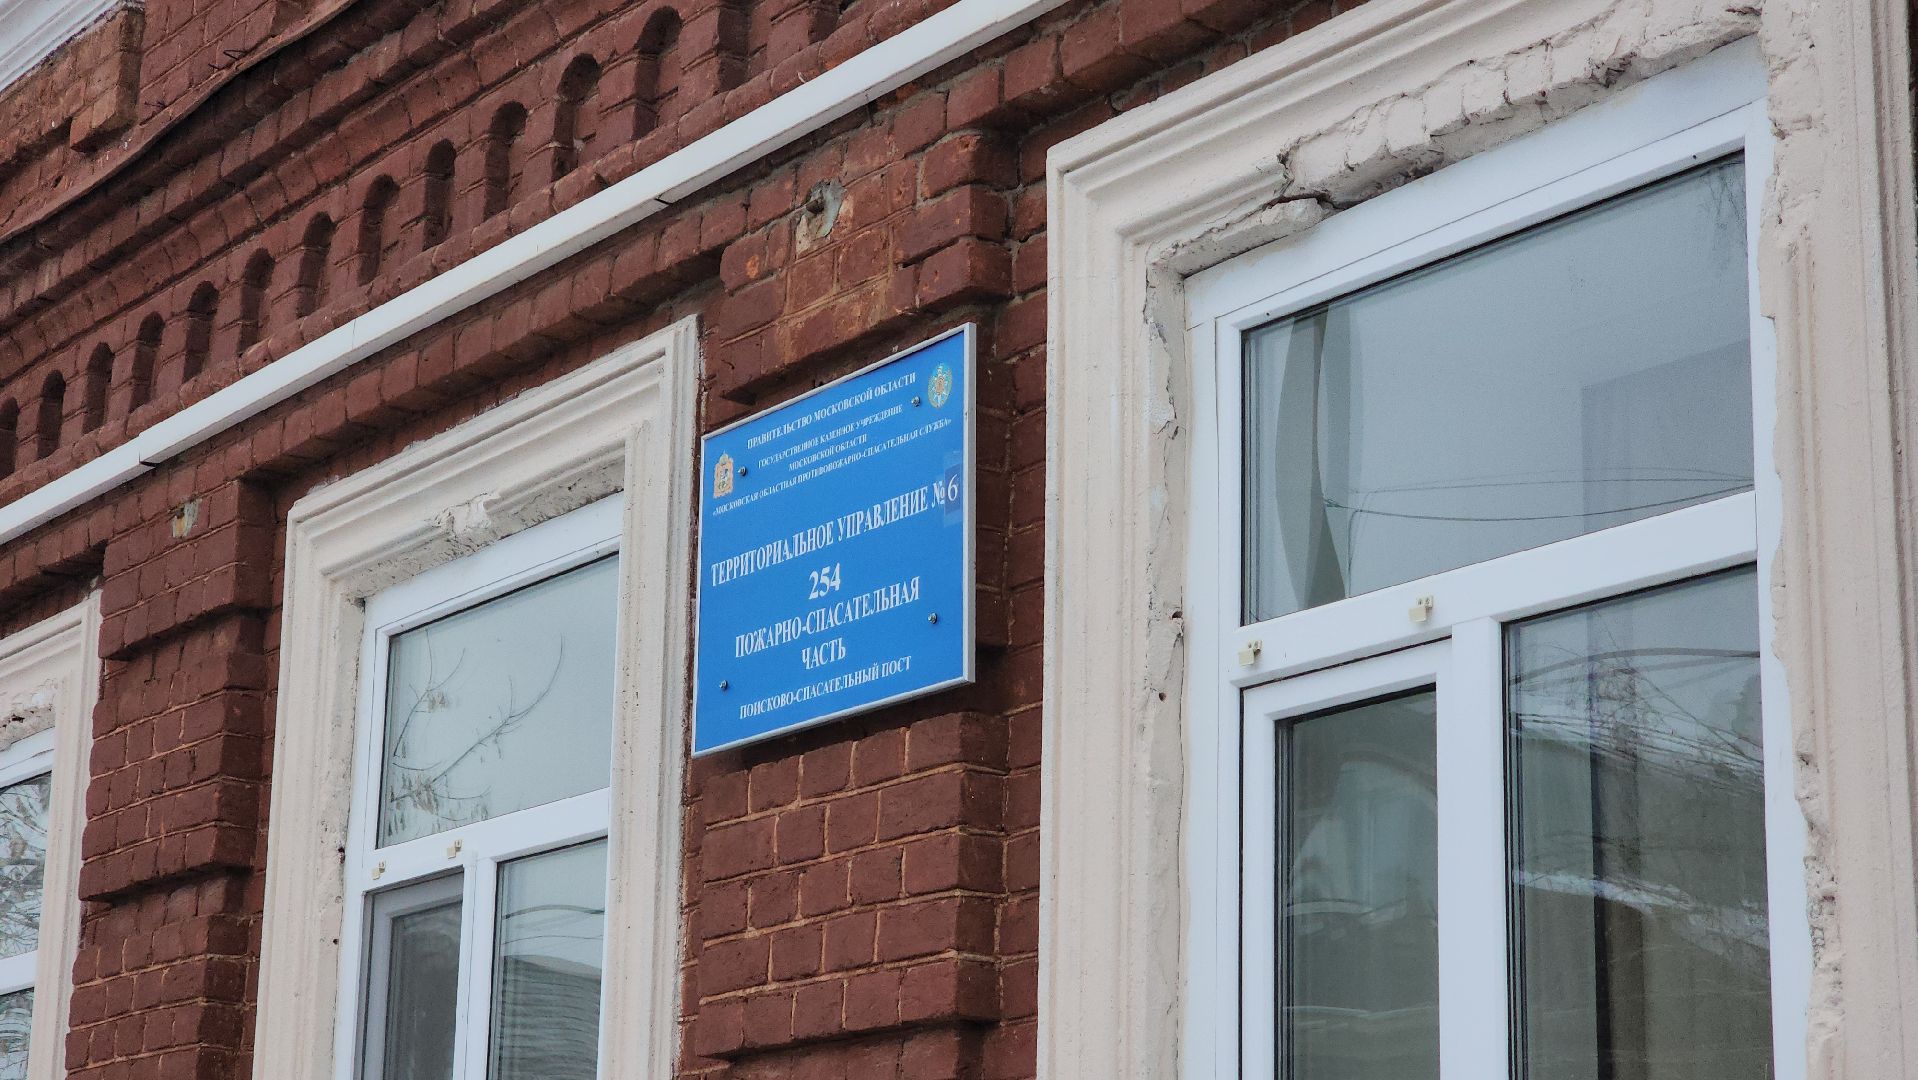 ПРАВИТЕЛЬСТВО МОСКОВСКОЙ ОБЛАСТИ
ГОСУДАРСТВЕННОЕ КАЗЕННОЕ УЧРЕЖДЕНИЕ
МОСКОВСКОЙ ОБЛАСТИ
«МОСКОВСКАЯ ОБЛАСТНАЯ ПРОТИВОПОЖАРНО-СПАСАТЕЛЬНАЯ СЛУЖБА»
ТЕРРИТОРИАЛЬНОЕ УПРАВЛЕНИЕ №6
254
ПОЖАРНО-СПАСАТЕЛЬНАЯ
ЧАСТЬ
ПОИСКОВО-СПАСАТЕЛЬНЫЙ ПОСТ